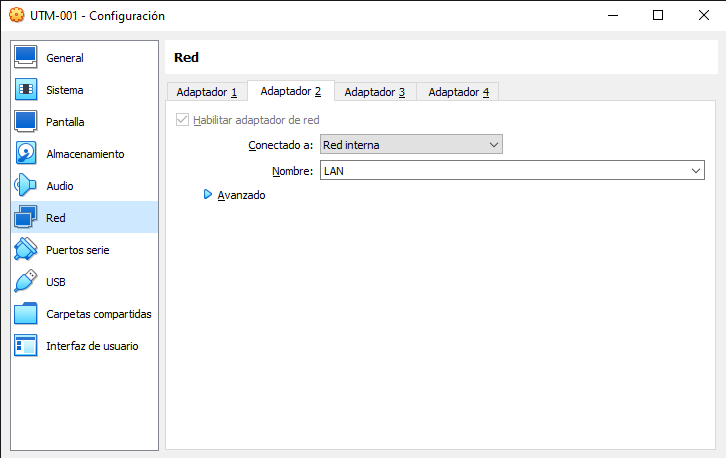 UTM-001 - Configuración
General
Sistema
Pantalla
Almacenamiento
Audio
Red
Puertos serie
USB
Carpetas compartidas
Interfaz de usuario
Red
Adaptador 1 Adaptador 2 Adaptador 3 Adaptador 4
Habilitar adaptador de red
Conectado a: Red interna
Nombre: LAN
Avanzado